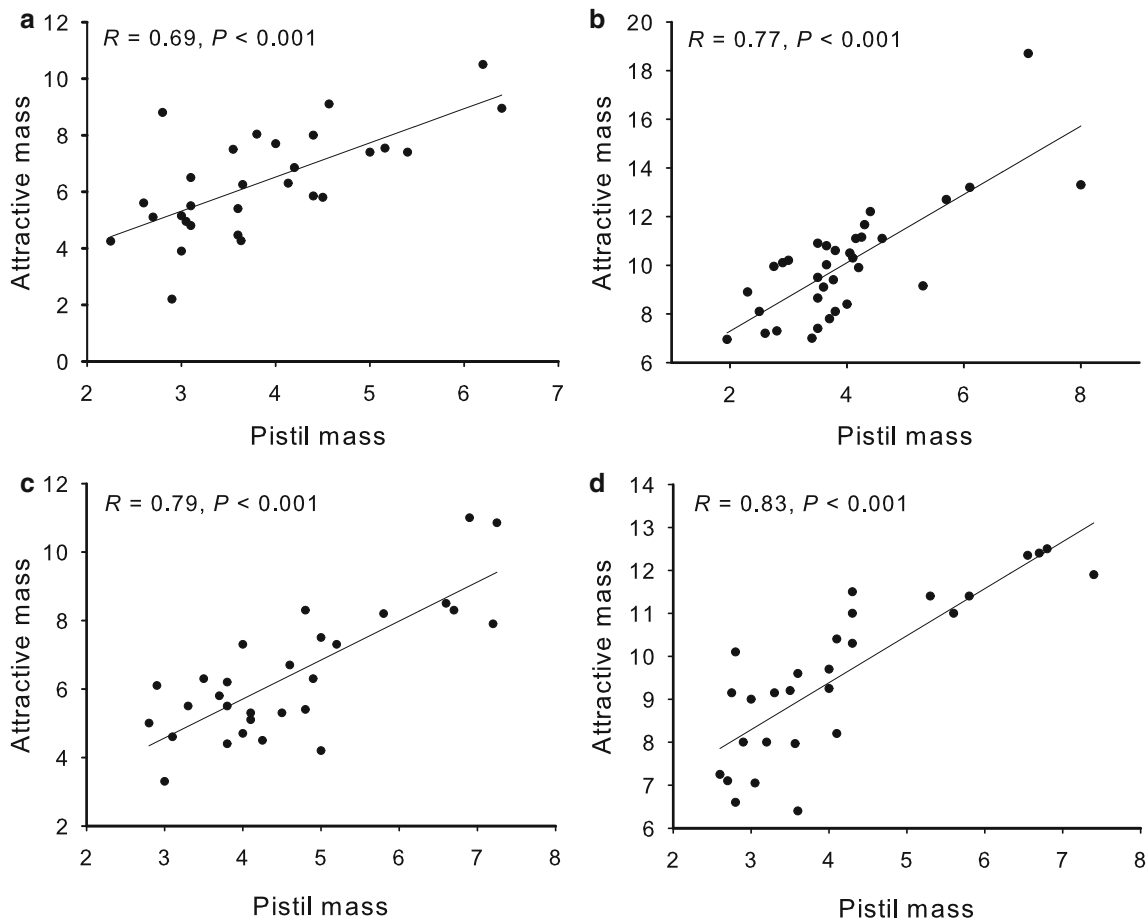 a
R = 0.69, P < 0.001
12
10
8
6
4
2
0
Attractive mass
2 3 4 5 6 7
Pistil mass
b
R = 0.77, P < 0.001
20
18
16
14
12
10
8
6
Attractive mass
2 4 6 8
Pistil mass
c
R = 0.79, P < 0.001
12
10
8
6
4
2
Attractive mass
2 3 4 5 6 7 8
Pistil mass
d
R = 0.83, P < 0.001
14
13
12
11
10
9
8
7
6
Attractive mass
2 3 4 5 6 7 8
Pistil mass